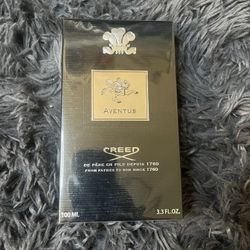 AVENTUS
CREED
DE PÈRE EN FILS DEPUIS 1760
FROM FATHER TO SON SINCE 1760
100 ML
3.3 FL.OZ.